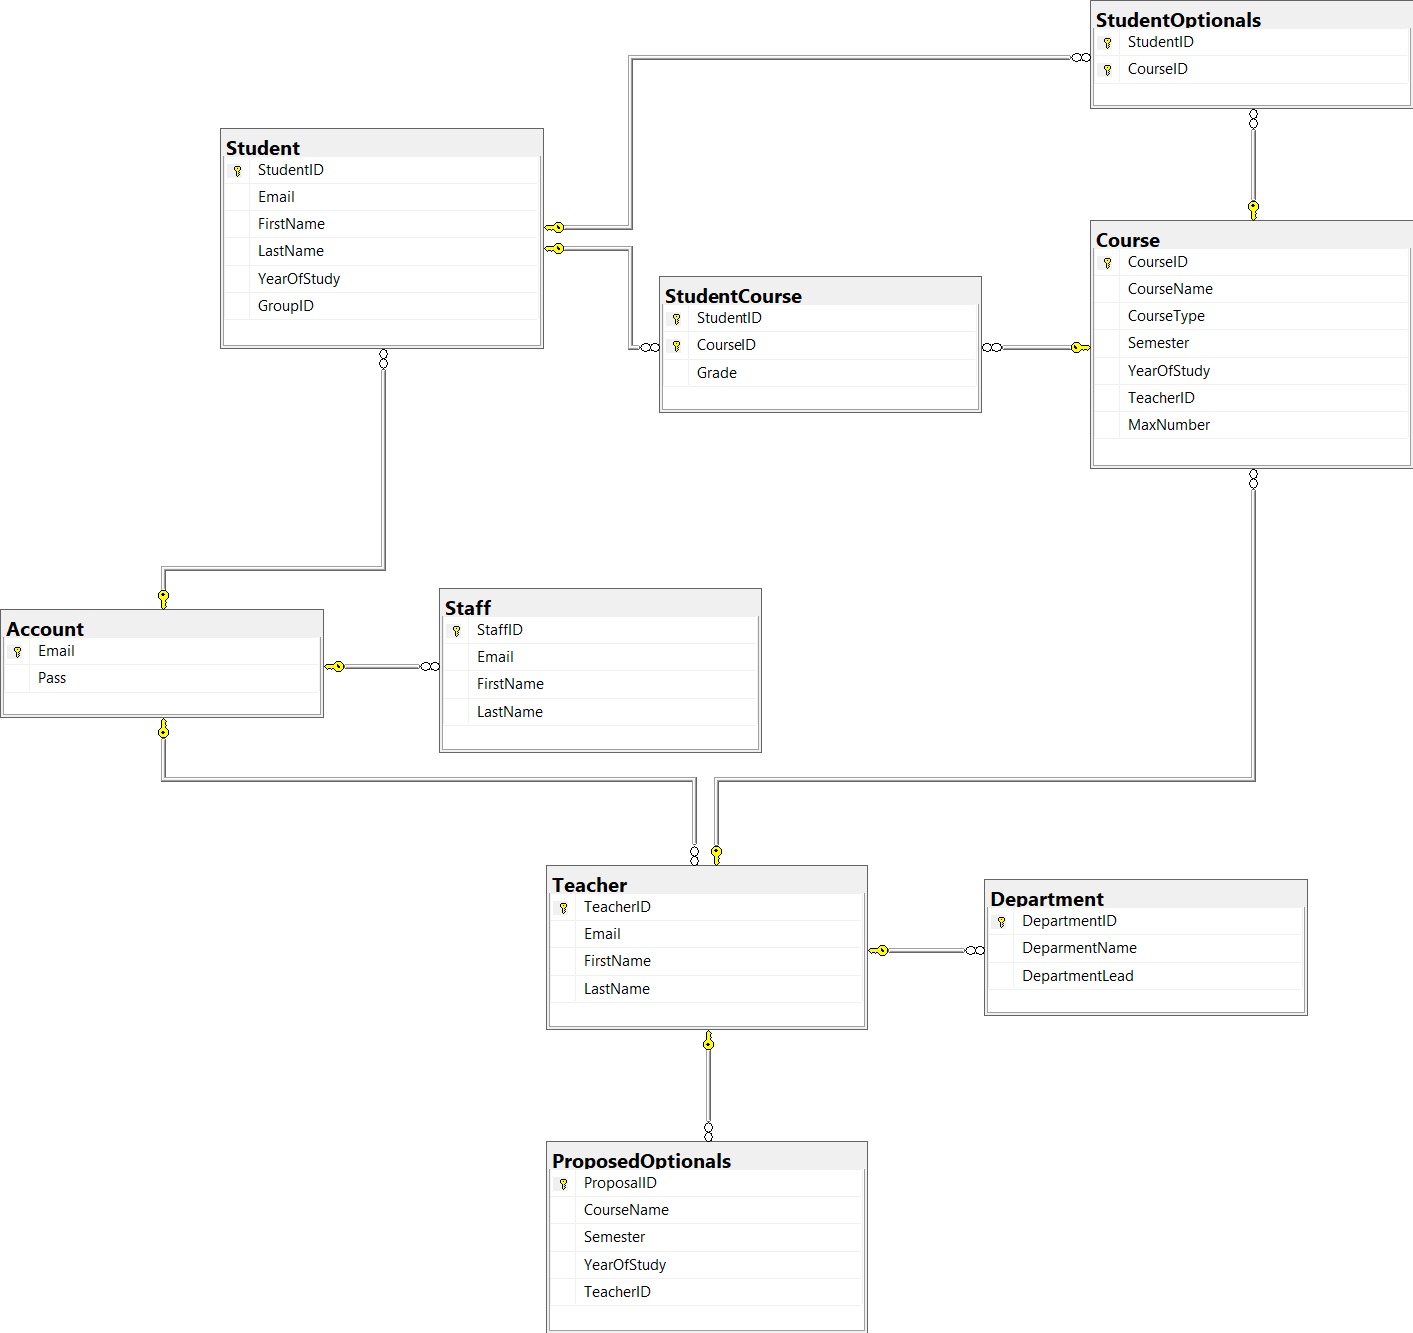 StudentOptionals
StudentID
CourseID
Student
StudentID
Email
FirstName
LastName
YearOfStudy
GroupID
Course
CourseID
CourseName
CourseType
Semester
YearOfStudy
TeacherID
MaxNumber
StudentCourse
StudentID
CourseID
Grade
Account
Email
Pass
Staff
StaffID
Email
FirstName
LastName
Teacher
TeacherID
Email
FirstName
LastName
Department
DepartmentID
DeparmentName
DepartmentLead
ProposedOptionals
ProposalID
CourseName
Semester
YearOfStudy
TeacherID